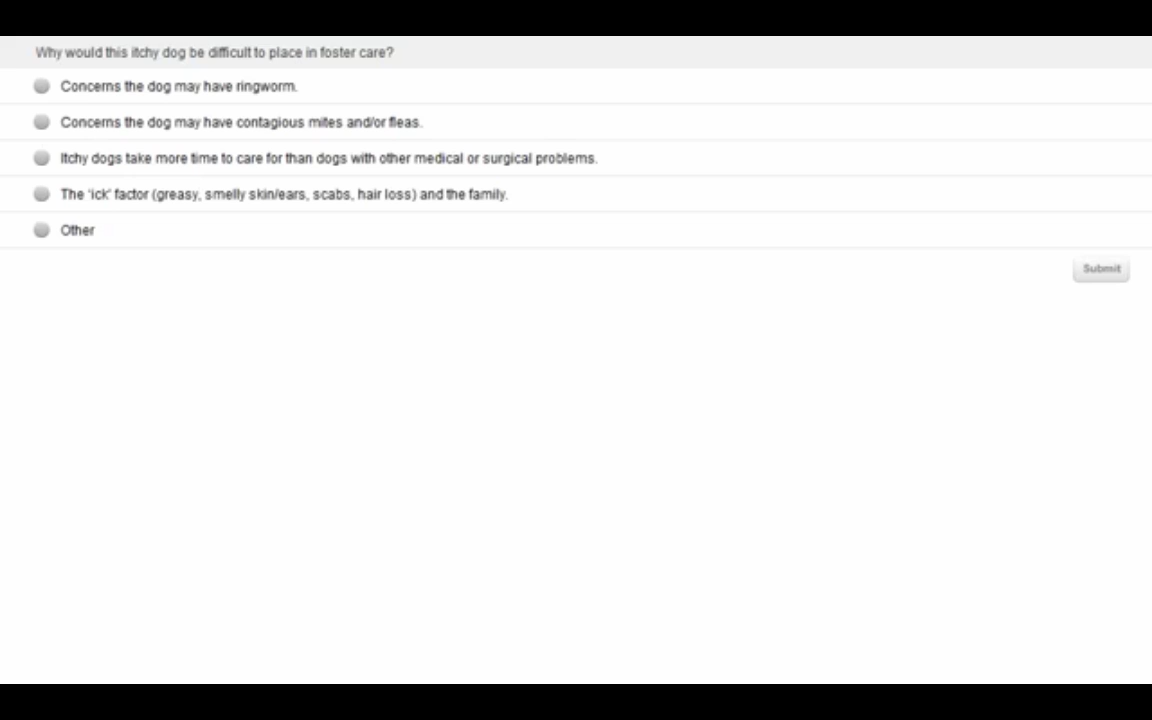 Why would this itchy dog be difficult to place in foster care?
Concerns the dog may have ringworm.
Concerns the dog may have contagious mites and/or fleas.
Itchy dogs take more time to care for than dogs with other medical or surgical problems.
The 'ick' factor (greasy, smelly skin/ears, scabs, hair loss) and the family.
Other
Submit